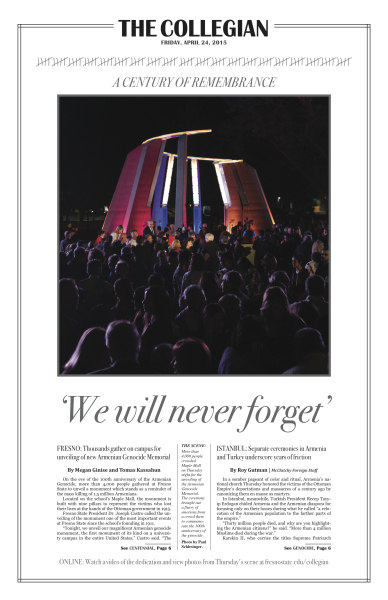 THE COLLEGIAN
FRIDAY, APRIL 24, 2015
A CENTURY OF REMEMBRANCE
‘We will never forget’
FRESNO: Thousands gather on campus for
unveiling of new Armenian Genocide Memorial
By Megan Ginise and Tomas Kassahun
On the eve of the 100th anniversary of the Armenian
Genocide, more than 4,000 people gathered at Fresno
State to unveil a monument which stands as a reminder of
the mass killing of 1.5 million Armenians.
Located on the school's Maple Mall, the monument is
built with nine pillars to represent the victims who lost
their lives at the hands of the Ottoman government in 1915.
Fresno State President Dr. Joseph Castro called the un-
veiling of the monument one of the most important events
at Fresno State since the school's founding in 1911.
"Tonight, we unveil our magnificent Armenian genocide
monument, the first monument of its kind on a universi-
ty campus in the entire United States," Castro said. "The
See CENTENNIAL, Page 6
THE SCENE:
More than
4,000 people
crowded
Maple Mall
on Thursday
night for the
unveiling of
the Armenian
Genocide
Memorial.
The ceremony
brought out
a flurry of
emotions from
commemo-
rate the 100th
anniversary of
the genocide.
Photo by Paul
Schlesinger
ISTANBUL: Separate ceremonies in Armenia
and Turkey underscore years of friction
By Roy Gutman | McClatchy Foreign Staff
In a somber pageant of color and ritual, Armenia's na-
tional church Thursday honored the victims of the Ottoman
Empire's deportations and massacres of a century ago by
canonizing them en masse as martyrs.
In Istanbul, meanwhile, Turkish President Recep Tayy-
ip Erdogan chided Armenia and the Armenian diaspora for
focusing only on their losses during what he called "a relo-
cation of the Armenian population to the farther parts of
the empire."
"Thirty million people died, and why are you highlight-
ing the Armenian citizens?" he said. "More than 4 million
Muslims died during the war."
Karekin II, who carries the titles Supreme Patriarch
See GENOCIDE, Page 6
ONLINE: Watch a video of the dedication and view photos from Thursday's scene at fresnostate.edu/collegian